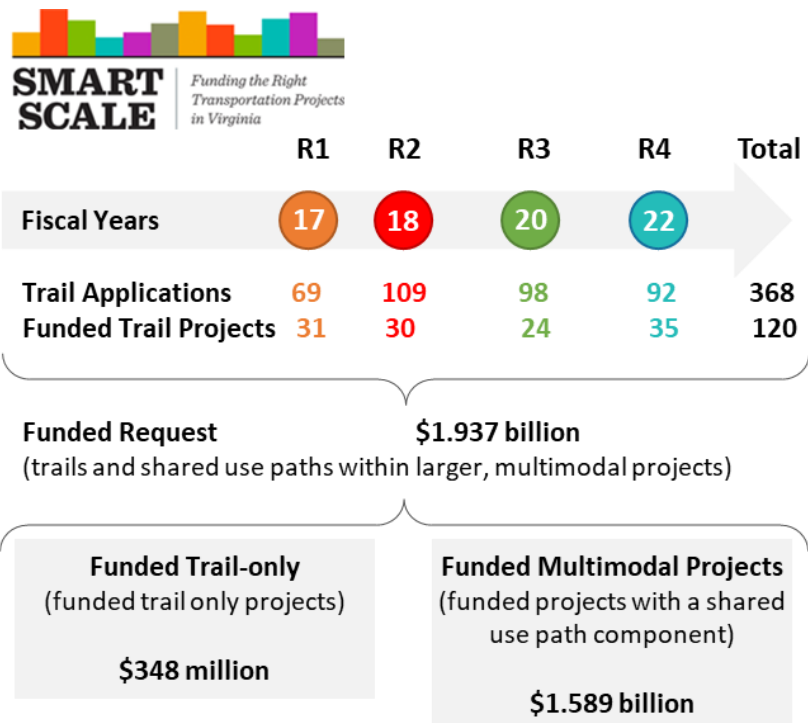 SMART
SCALE
Funding the Right
Transportation Projects
in Virginia
R1 R2 R3 R4 Total
Fiscal Years 17 18 20 22
Trail Applications 69 109 98 92 368
Funded Trail Projects 31 30 24 35 120
Funded Request $1.937 billion
(trails and shared use paths within larger, multimodal projects)
Funded Trail-only
(funded trail only projects)
$348 million
Funded Multimodal Projects
(funded projects with a shared
use path component)
$1.589 billion